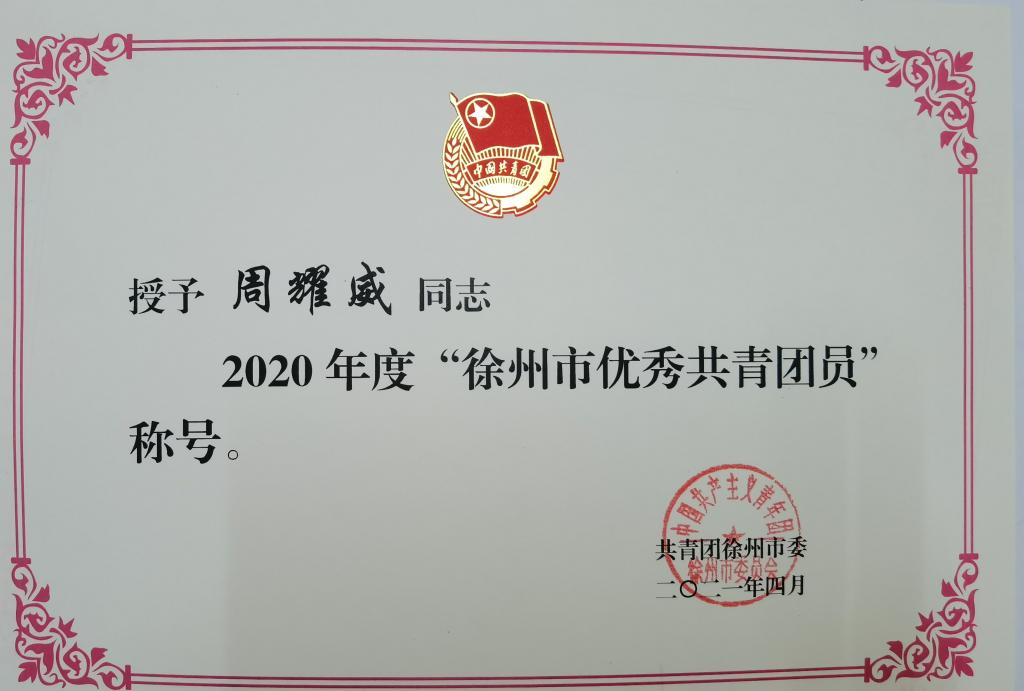 中国共青团
授予 周耀威 同志
2020 年度“徐州市优秀共青团员”
称号。
中国共产主义青年团
徐州市委员会
共青团徐州市委
二〇二一年四月